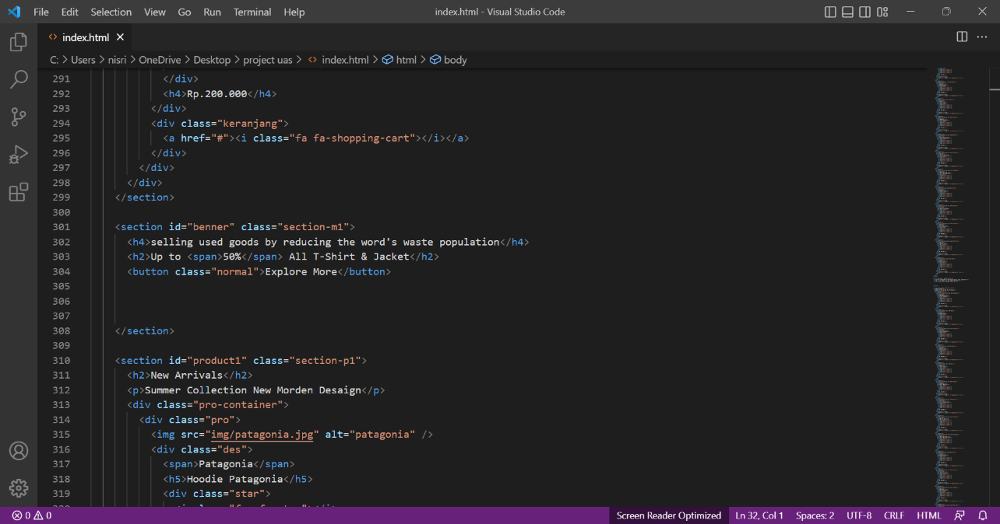 File Edit Selection View Go Run Terminal Help index.html - Visual Studio Code
index.html
C: > Users > nisri > OneDrive > Desktop > project uas > index.html > html > body
291 </div>
292 <h4>Rp.200.000</h4>
293 </div>
294 <div class="keranjang">
295 <a href="#"><i class="fa fa-shopping-cart"></i></a>
296 </div>
297 </div>
298 </div>
299 </section>
300
301 <section id="benner" class="section-m1">
302 <h4>selling used goods by reducing the word's waste population</h4>
303 <h2>Up to <span>50%</span> All T-Shirt & Jacket</h2>
304 <button class="normal">Explore More</button>
305
306
307
308 </section>
309
310 <section id="product1" class="section-p1">
311 <h2>New Arrivals</h2>
312 <p>Summer Collection New Morden Desaign</p>
313 <div class="pro-container">
314 <div class="pro">
315 <img src="img/patagonia.jpg" alt="patagonia" />
316 <div class="des">
317 <span>Patagonia</span>
318 <h5>Hoodie Patagonia</h5>
319 <div class="star">
0 0 Screen Reader Optimized Ln 32, Col 1 Spaces: 2 UTF-8 CRLF HTML